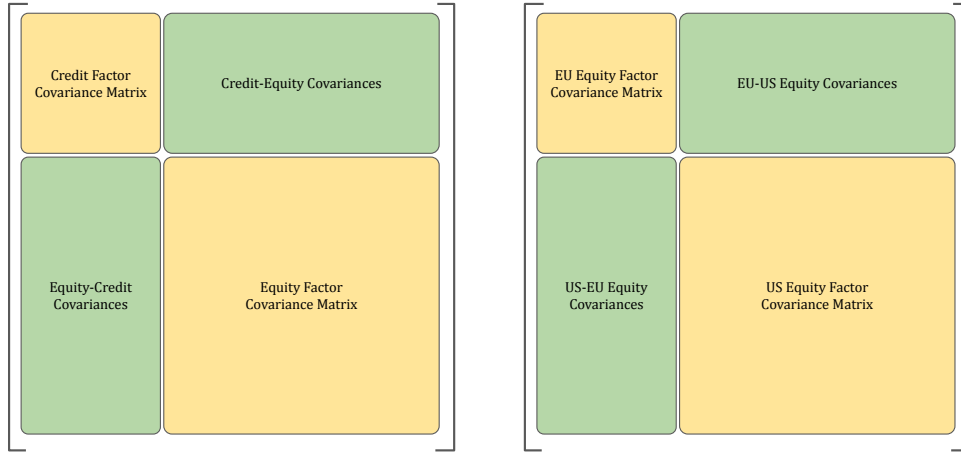 Credit Factor
Covariance Matrix
Credit-Equity Covariances
Equity-Credit
Covariances
Equity Factor
Covariance Matrix
EU Equity Factor
Covariance Matrix
EU-US Equity Covariances
US-EU Equity
Covariances
US Equity Factor
Covariance Matrix